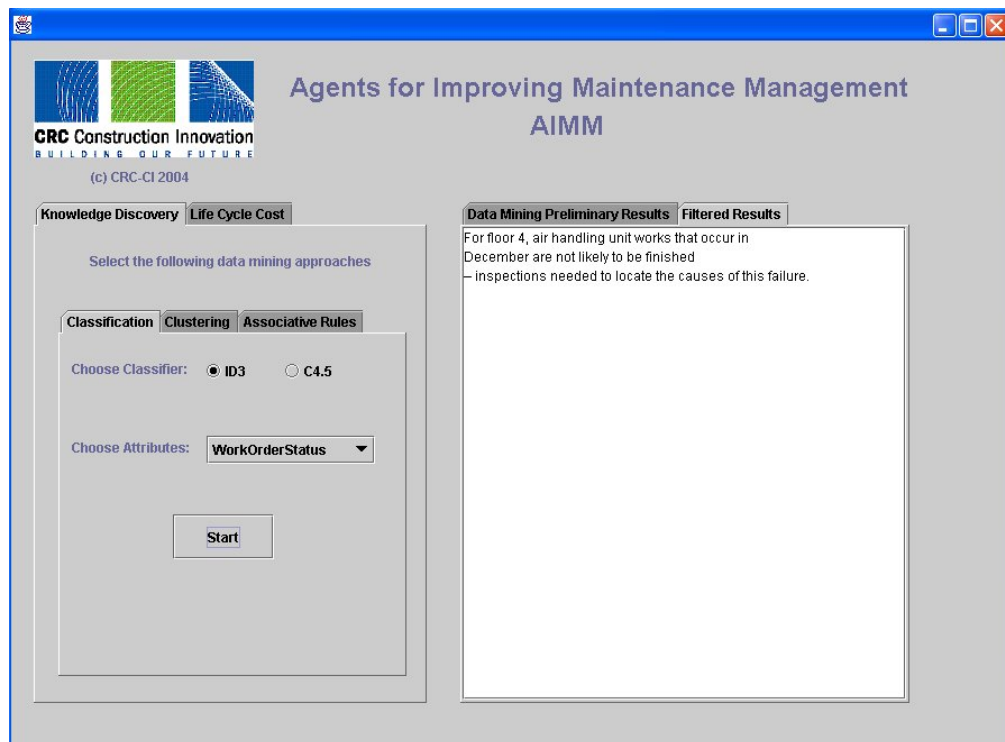 CRC Construction Innovation
BUILDING OUR FUTURE
(c) CRC-CI 2004
Agents for Improving Maintenance Management
AIMM
Knowledge Discovery Life Cycle Cost
Select the following data mining approaches
Classification Clustering Associative Rules
Choose Classifier: ID3 C4.5
Choose Attributes: WorkOrderStatus
Start
Data Mining Preliminary Results Filtered Results
For floor 4, air handling unit works that occur in
December are not likely to be finished
– inspections needed to locate the causes of this failure.